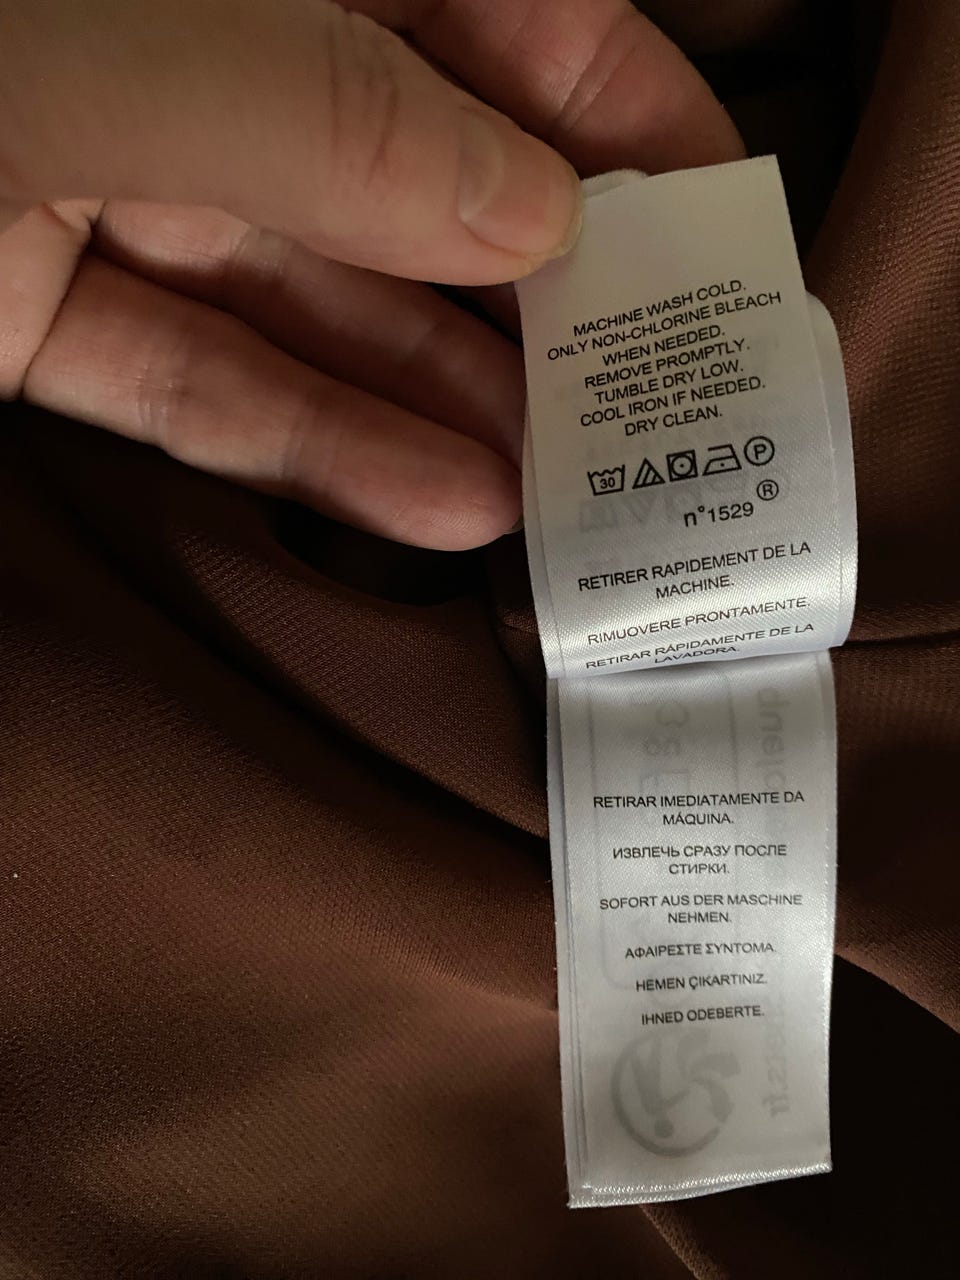 MACHINE WASH COLD.
ONLY NON-CHLORINE BLEACH
WHEN NEEDED.
REMOVE PROMPTLY.
TUMBLE DRY LOW.
COOL IRON IF NEEDED.
DRY CLEAN.
30 P
n°1529 ®
RETIRER RAPIDEMENT DE LA
MACHINE.
RIMUOVERE PRONTAMENTE.
RETIRAR RÁPIDAMENTE DE LA
LAVADORA.
RETIRAR IMEDIATAMENTE DA
MÁQUINA.
ИЗВЛЕЧЬ СРАЗУ ПОСЛЕ
СТИРКИ.
SOFORT AUS DER MASCHINE
NEHMEN.
ΑΦΑΙΡΕΣΤΕ ΣΥΝΤΟΜΑ.
HEMEN ÇIKARTINIZ.
IHNED ODEBERTE.